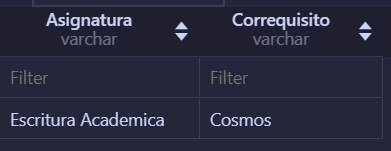 Asignatura Correquisito
varchar varchar
Filter Filter
Escritura Academica Cosmos